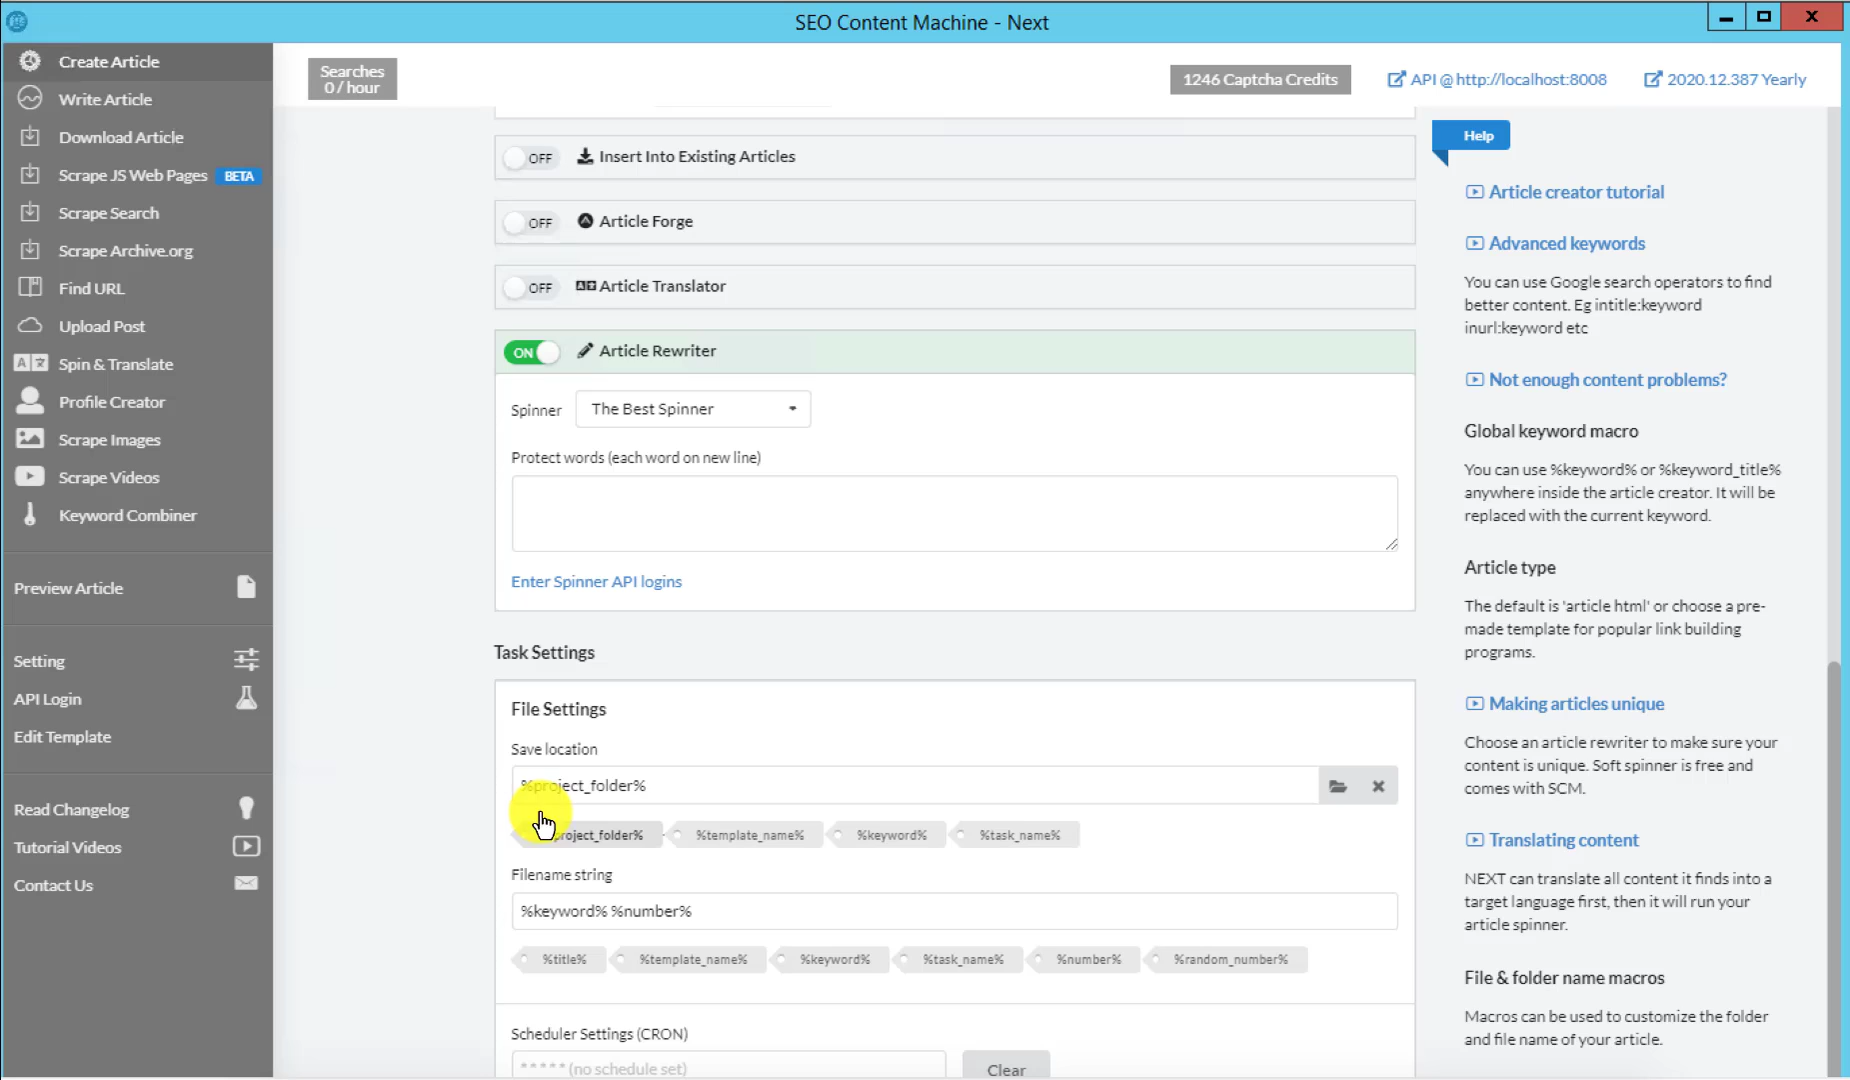 SEO Content Machine - Next
Create Article
Write Article
Download Article
Scrape JS Web Pages BETA
Scrape Search
Scrape Archive.org
Find URL
Upload Post
Spin & Translate
Profile Creator
Scrape Images
Scrape Videos
Keyword Combiner
Preview Article
Setting
API Login
Edit Template
Read Changelog
Tutorial Videos
Contact Us
Searches
0 / hour
1246 Captcha Credits
API @ http://localhost:8008
2020.12.387 Yearly
OFF Insert Into Existing Articles
OFF Article Forge
OFF Article Translator
ON Article Rewriter
Spinner The Best Spinner
Protect words (each word on new line)
Enter Spinner API logins
Task Settings
File Settings
Save location
%project_folder%
project_folder% %template_name% %keyword% %task_name%
Filename string
%keyword% %number%
%title% %template_name% %keyword% %task_name% %number% %random_number%
Scheduler Settings (CRON)
* * * * * (no schedule set) Clear
Help
Article creator tutorial
Advanced keywords
You can use Google search operators to find
better content. Eg intitle:keyword
inurl:keyword etc
Not enough content problems?
Global keyword macro
You can use %keyword% or %keyword_title%
anywhere inside the article creator. It will be
replaced with the current keyword.
Article type
The default is 'article html' or choose a pre-
made template for popular link building
programs.
Making articles unique
Choose an article rewriter to make sure your
content is unique. Soft spinner is free and
comes with SCM.
Translating content
NEXT can translate all content it finds into a
target language first, then it will run your
article spinner.
File & folder name macros
Macros can be used to customize the folder
and file name of your article.